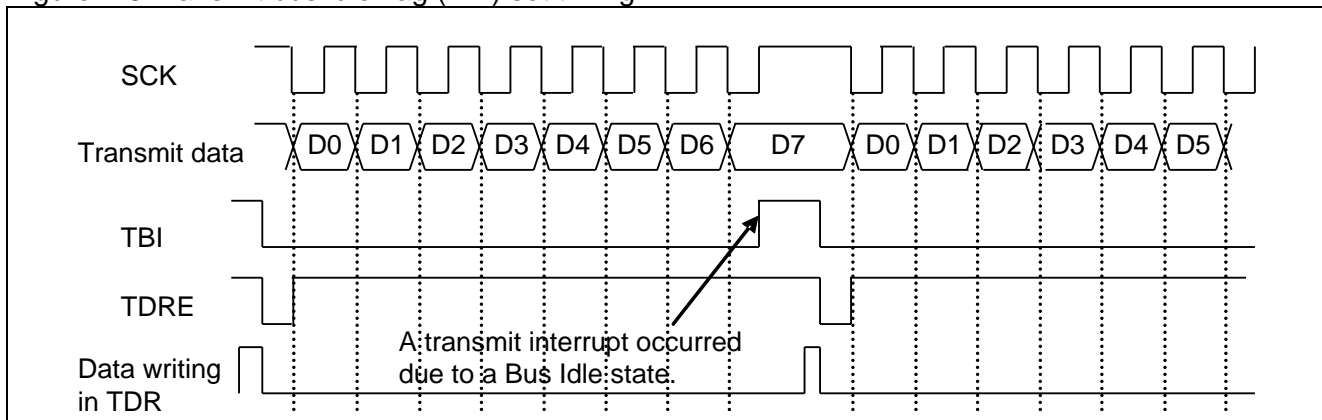 SCK
Transmit data D0 D1 D2 D3 D4 D5 D6 D7 D0 D1 D2 D3 D4 D5
TBI
TDRE
A transmit interrupt occurred
due to a Bus Idle state.
Data writing
in TDR